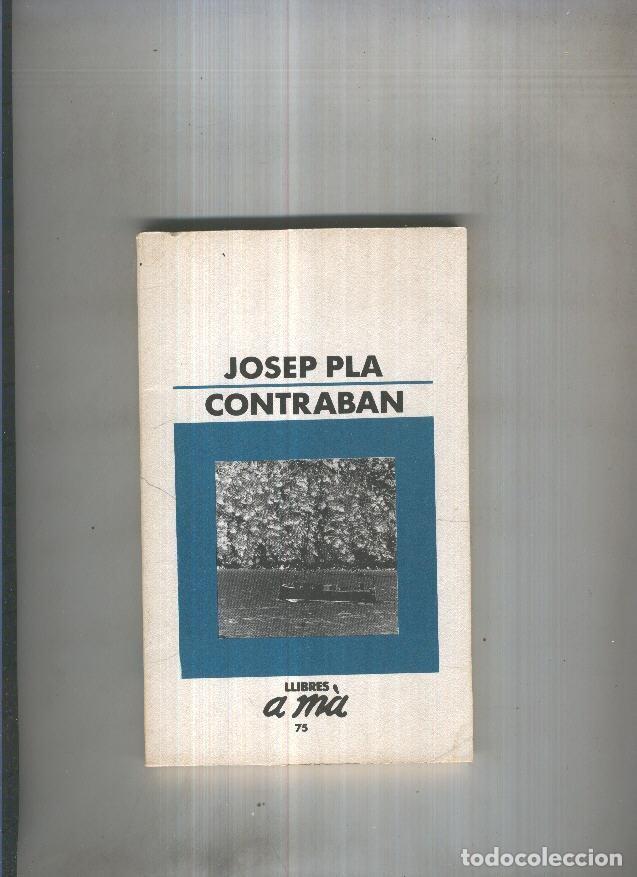 JOSEP PLA
CONTRABAN
LLIBRES
a mà
75
todocoleccion